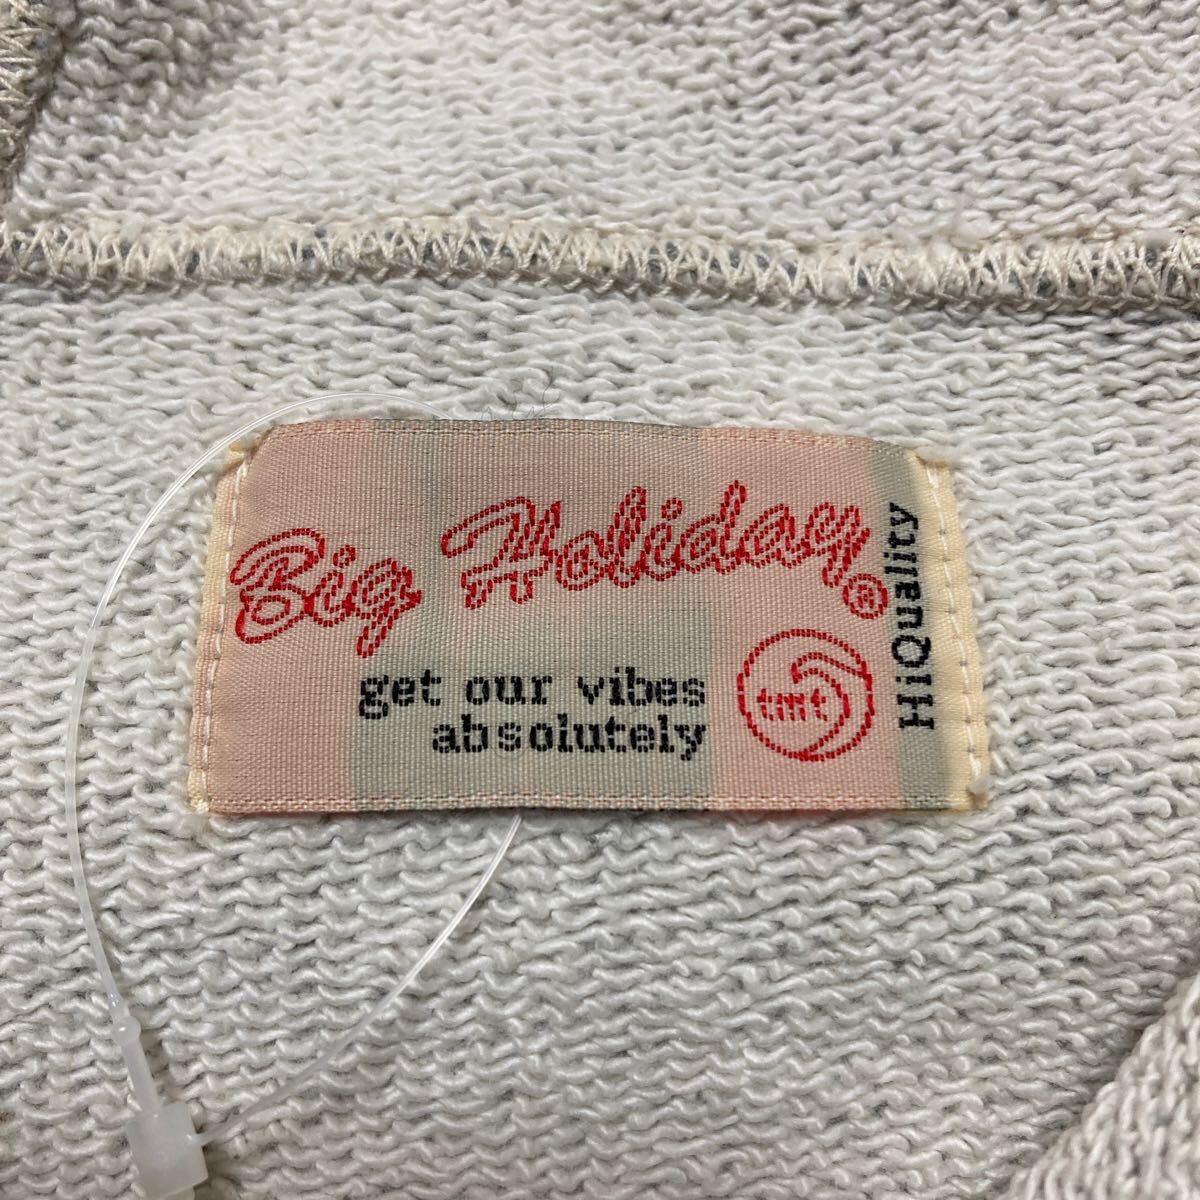 Big Holiday®
get our vibes
absolutely
tmt
HiQuality